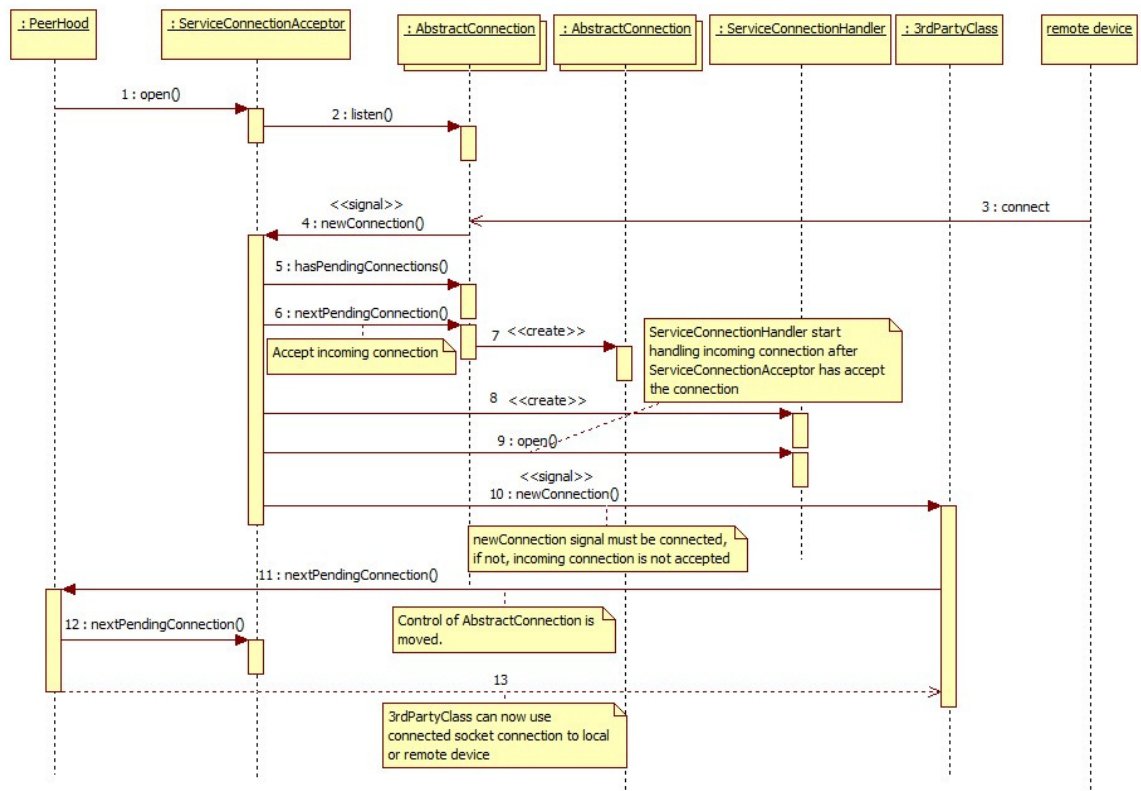 : PeerHood
: ServiceConnectionAcceptor
: AbstractConnection
: AbstractConnection
: ServiceConnectionHandler
: 3rdPartyClass
remote device
1 : open()
2 : listen()
3 : connect
<<signal>>
4 : newConnection()
5 : hasPendingConnections()
6 : nextPendingConnection()
Accept incoming connection
7 <<create>>
ServiceConnectionHandler start
handling incoming connection after
ServiceConnectionAcceptor has accept
the connection
8 <<create>>
9 : open()
<<signal>>
10 : newConnection()
newConnection signal must be connected,
if not, incoming connection is not accepted
11 : nextPendingConnection()
Control of AbstractConnection is
moved.
12 : nextPendingConnection()
13
3rdPartyClass can now use
connected socket connection to local
or remote device